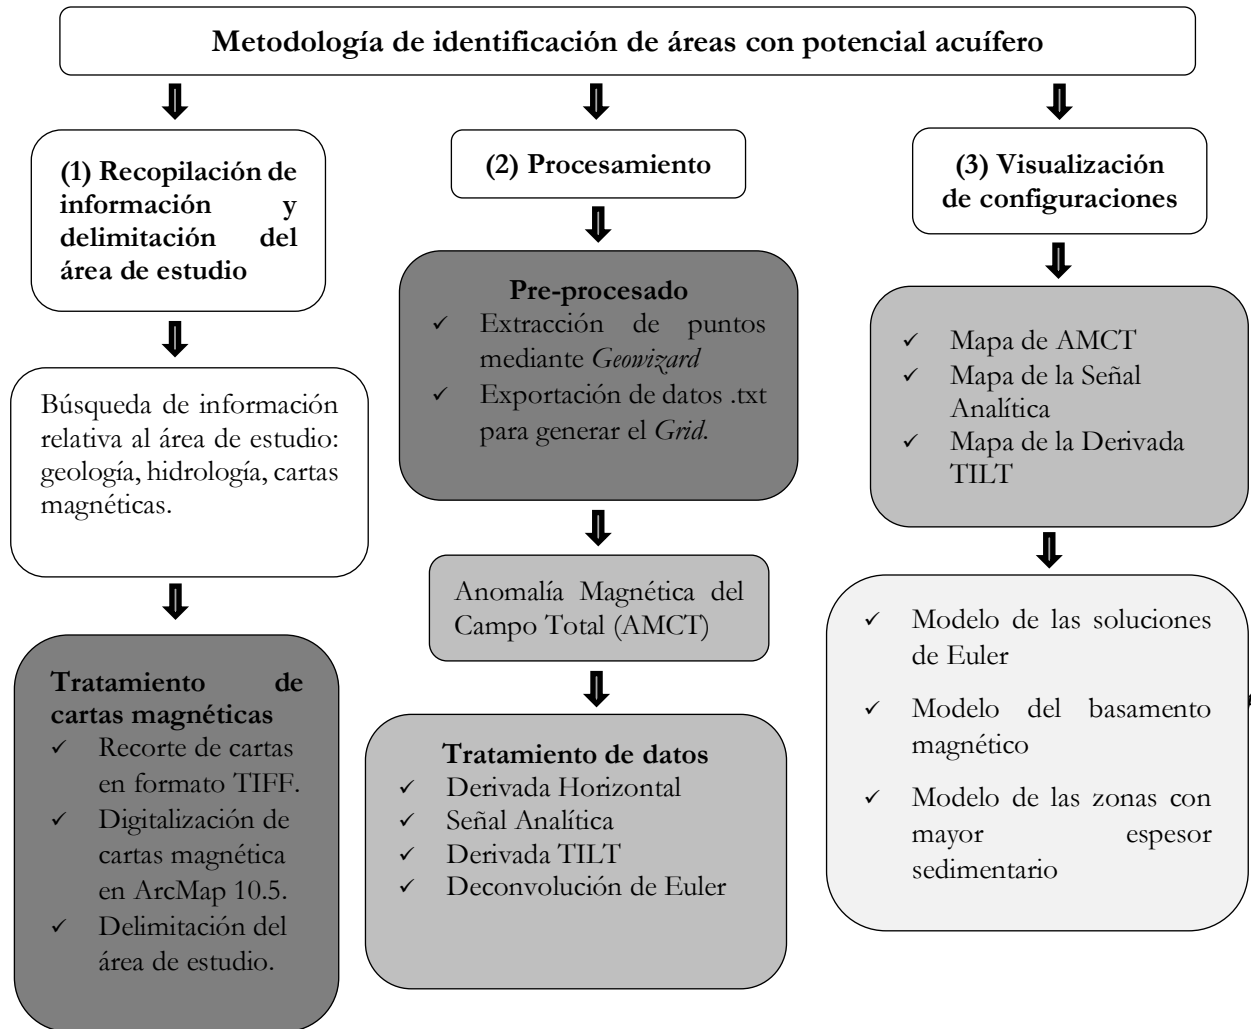 Metodología de identificación de áreas con potencial acuífero
(1) Recopilación de
información y
delimitación del
área de estudio
Búsqueda de información
relativa al área de estudio:
geología, hidrología, cartas
magnéticas.
Tratamiento de
cartas magnéticas
✓ Recorte de cartas
en formato TIFF.
✓ Digitalización de
cartas magnética
en ArcMap 10.5.
✓ Delimitación del
área de estudio.
(2) Procesamiento
Pre-procesado
✓ Extracción de puntos
mediante Geowizard
✓ Exportación de datos .txt
para generar el Grid.
Anomalía Magnética del
Campo Total (AMCT)
Tratamiento de datos
✓ Derivada Horizontal
✓ Señal Analítica
✓ Derivada TILT
✓ Deconvolución de Euler
(3) Visualización
de configuraciones
✓ Mapa de AMCT
✓ Mapa de la Señal
Analítica
✓ Mapa de la Derivada
TILT
✓ Modelo de las soluciones
de Euler
✓ Modelo del basamento
magnético
✓ Modelo de las zonas con
mayor espesor
sedimentario